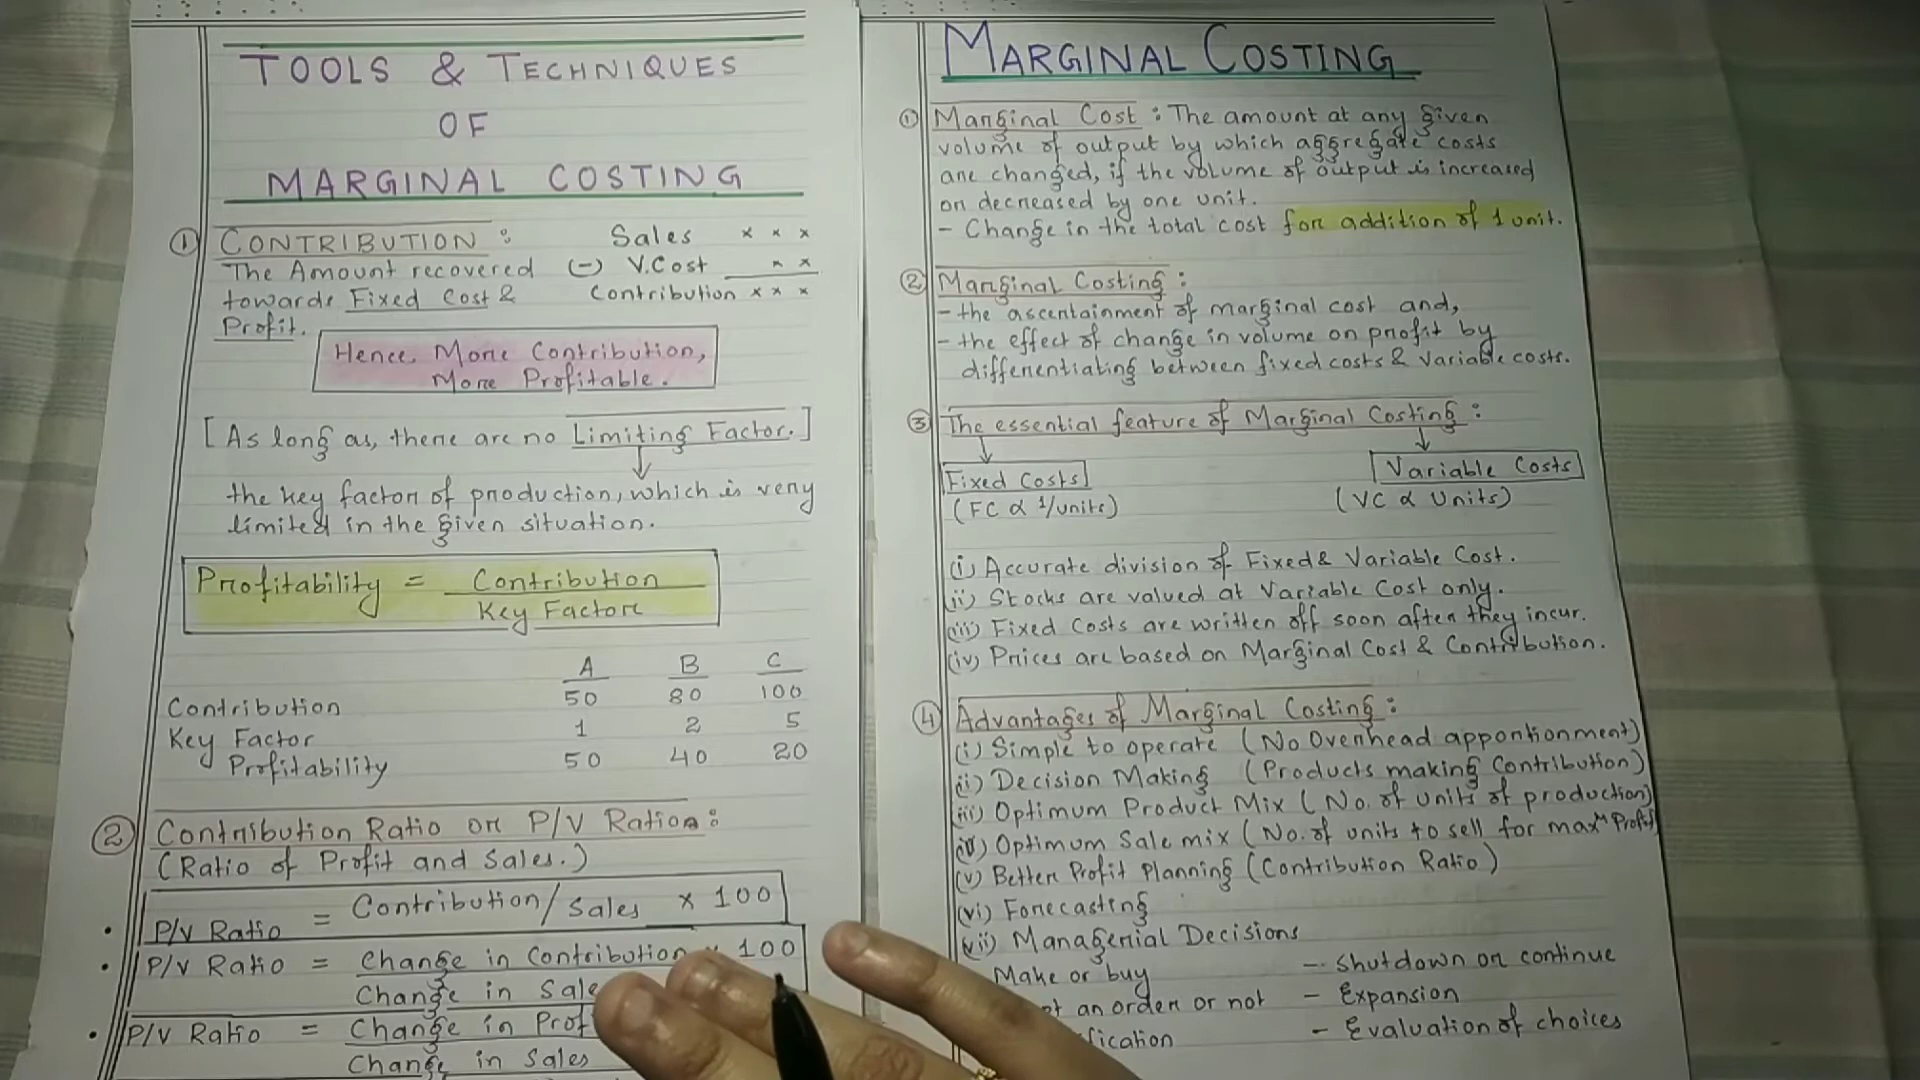 TOOLS & TECHNIQUES
OF
MARGINAL COSTING
① CONTRIBUTION :
The Amount recovered
towards Fixed Cost &
Profit.
Sales x x x
(-) V.Cost x x
Contribution x x x
Hence, More Contribution,
More Profitable.
[As long as, there are no Limiting Factor.]
the key factor of production, which is very
limited in the given situation.
Profitability = Contribution
Key Factor
A B C
Contribution 50 80 100
Key Factor 1 2 5
Profitability 50 40 20
② Contribution Ratio or P/V Ratio :
(Ratio of Profit and Sales.)
• P/V Ratio = Contribution/Sales x 100
• P/V Ratio = Change in Contribution x 100
Change in Sale
• P/V Ratio = Change in Prof
Change in Sales
MARGINAL COSTING
① Marginal Cost : The amount at any given
volume of output by which aggregate costs
are changed, if the volume of output is increased
or decreased by one unit.
- Change in the total cost for addition of 1 unit.
② Marginal Costing :
- the ascertainment of marginal cost and,
- the effect of change in volume on profit by
differentiating between fixed costs & variable costs.
③ The essential feature of Marginal Costing :
Fixed Costs Variable Costs
(FC ∝ 1/units) (VC ∝ Units)
(i) Accurate division of Fixed & Variable Cost.
(ii) Stocks are valued at Variable Cost only.
(iii) Fixed Costs are written off soon after they incur.
(iv) Prices are based on Marginal Cost & Contribution.
④ Advantages of Marginal Costing :
(i) Simple to operate (No Overhead apportionment)
(ii) Decision Making (Products making Contribution)
(iii) Optimum Product Mix (No. of units of production)
(iv) Optimum Sale mix (No. of units to sell for maxᵐ Profit)
(v) Better Profit Planning (Contribution Ratio)
(vi) Forecasting
(vii) Managerial Decisions
Make or buy - Shutdown or continue
pt an order or not - Expansion
ication - Evaluation of choices